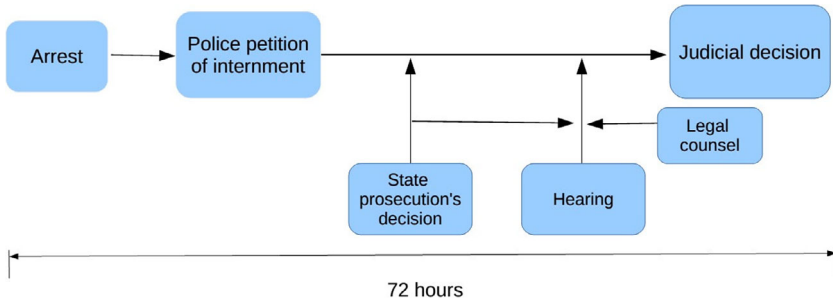 Arrest
Police petition
of internment
Judicial decision
Legal
counsel
State
prosecution's
decision
Hearing
72 hours